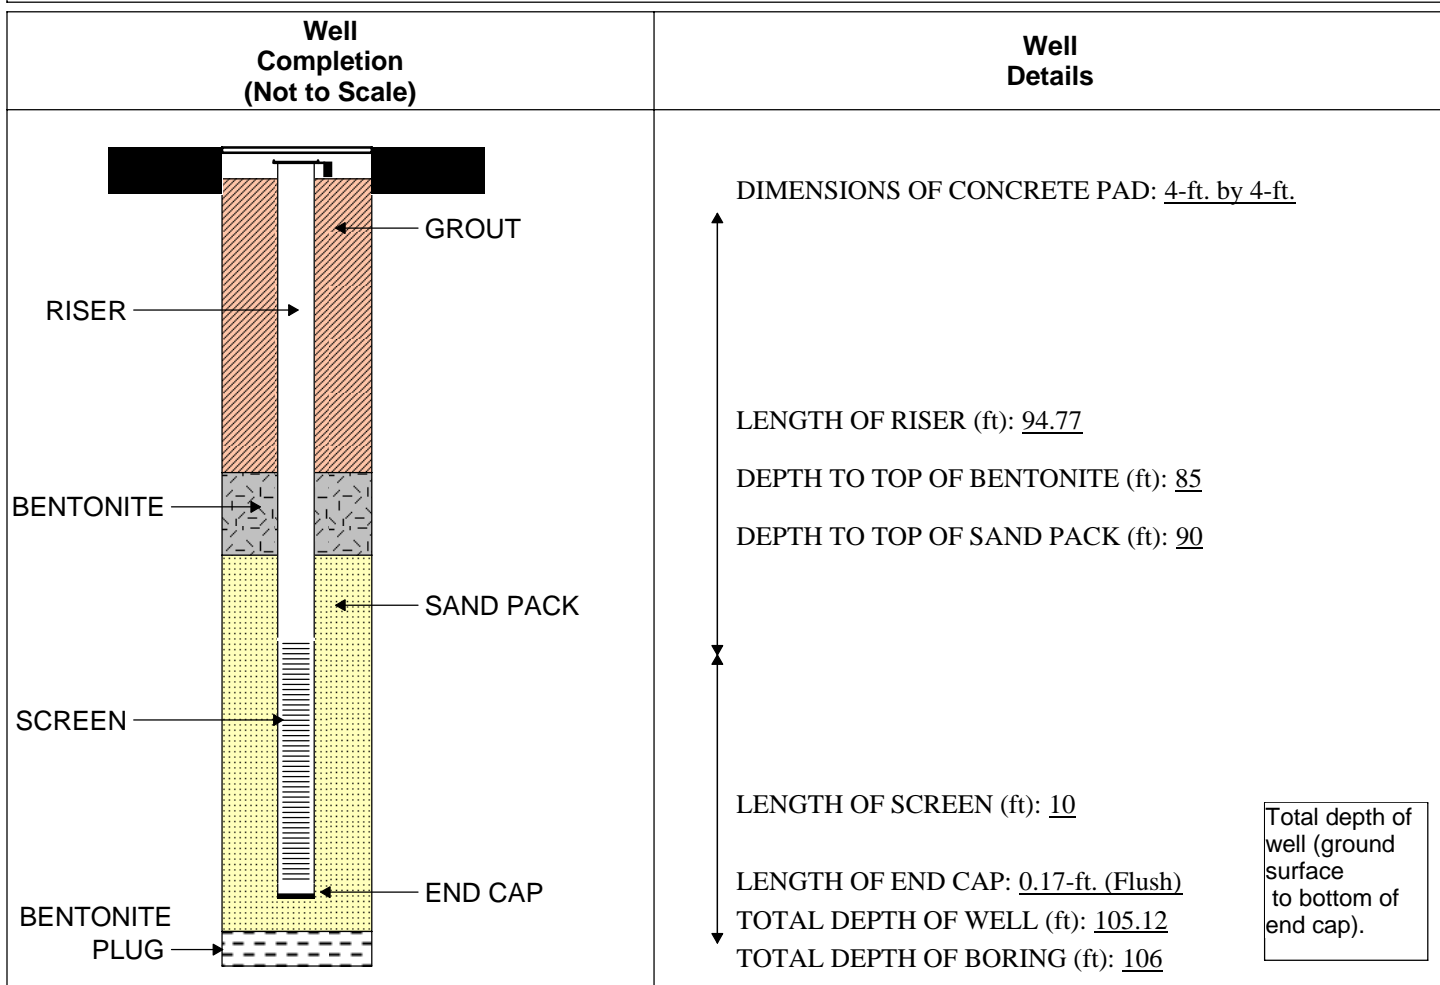 Well
Completion
(Not to Scale)
Well
Details
GROUT
RISER
BENTONITE
SAND PACK
SCREEN
END CAP
BENTONITE
PLUG
DIMENSIONS OF CONCRETE PAD: 4-ft. by 4-ft.
LENGTH OF RISER (ft): 94.77
DEPTH TO TOP OF BENTONITE (ft): 85
DEPTH TO TOP OF SAND PACK (ft): 90
LENGTH OF SCREEN (ft): 10
LENGTH OF END CAP: 0.17-ft. (Flush)
TOTAL DEPTH OF WELL (ft): 105.12
TOTAL DEPTH OF BORING (ft): 106
Total depth of
well (ground
surface
to bottom of
end cap).